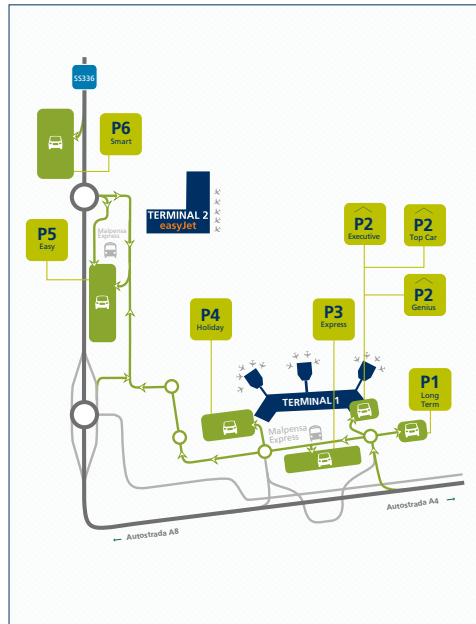 SS336
P6
Smart
TERMINAL 2
easyJet
P2
Executive
P2
Top Car
P5
Easy
Malpensa
Express
P2
Genius
P4
Holiday
P3
Express
P1
Long
Term
TERMINAL 1
Malpensa
Express
← Autostrada A8
Autostrada A4 →